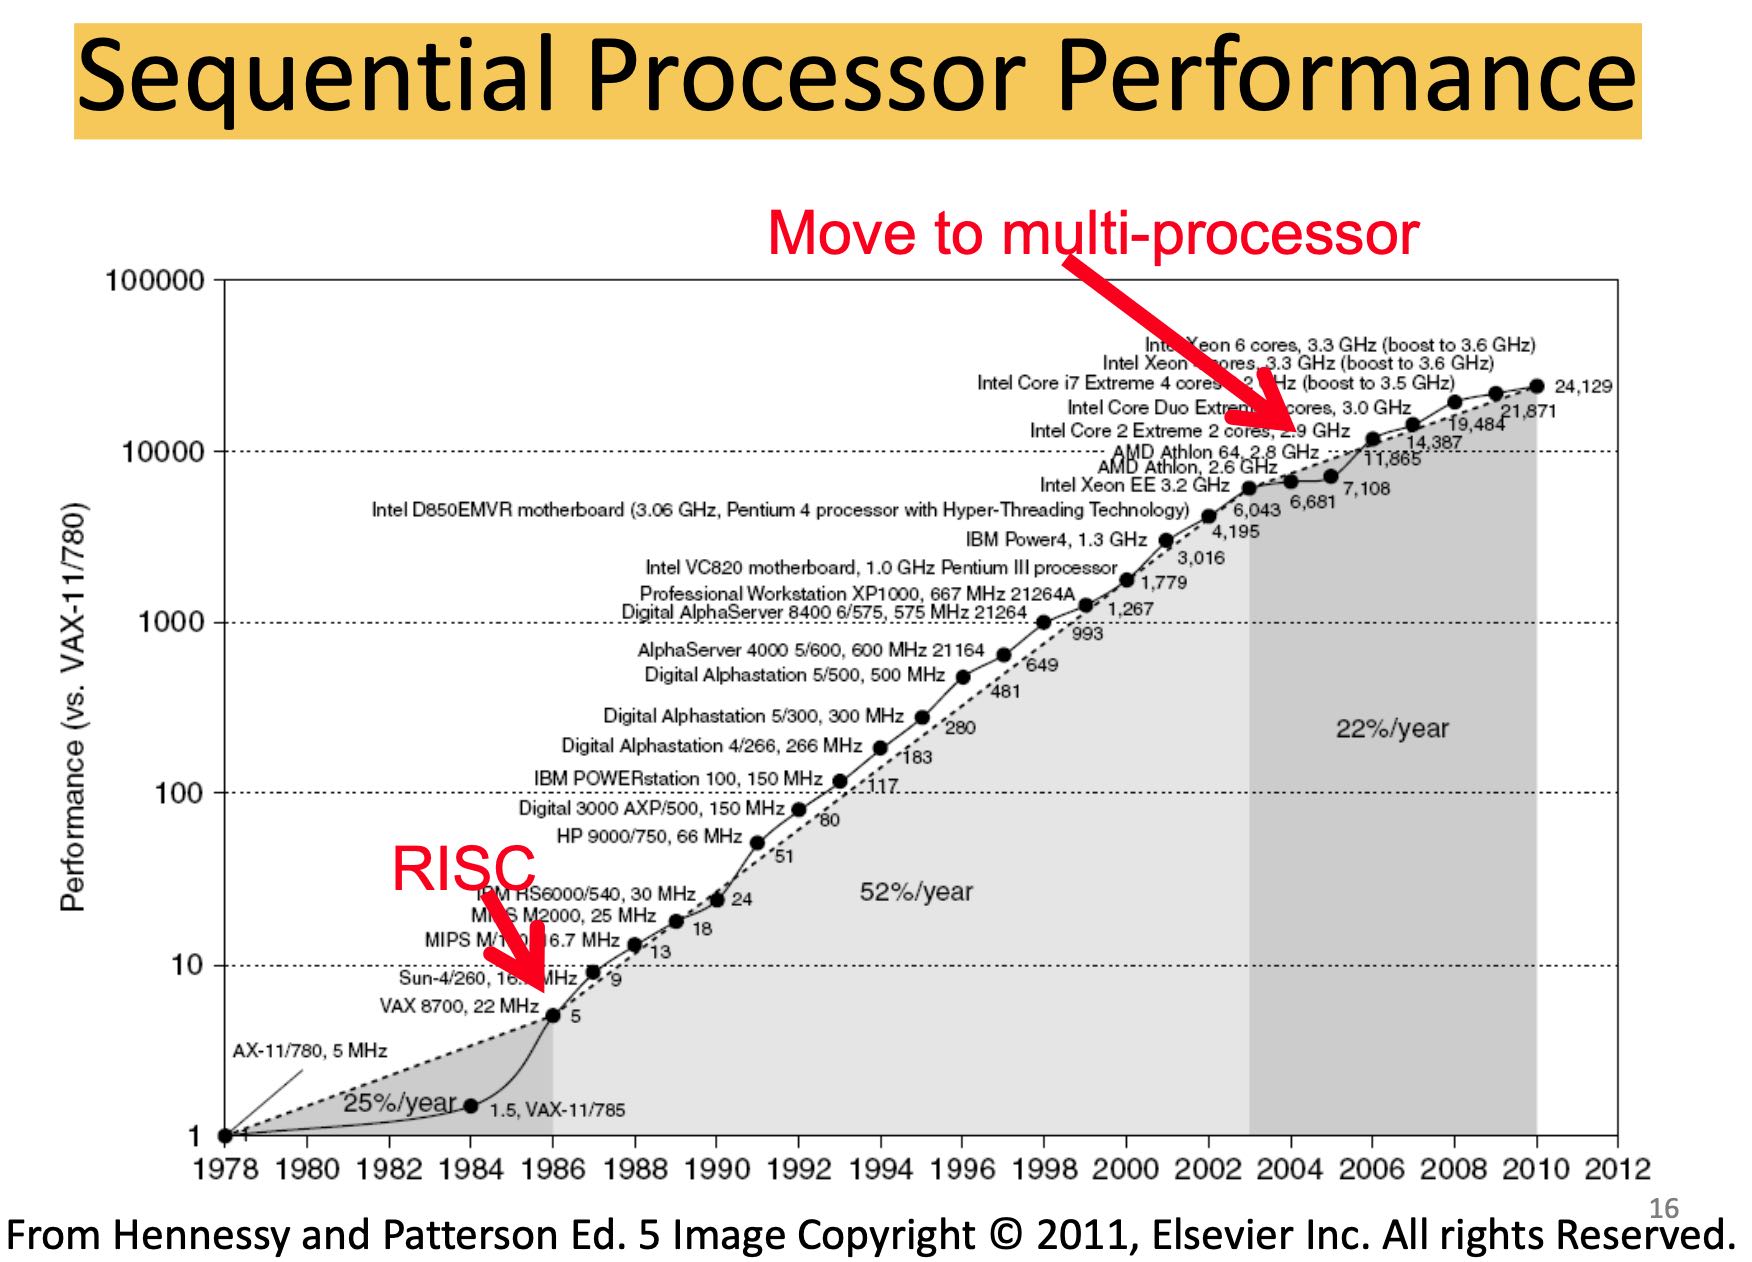 Sequential Processor Performance
Move to multi-processor
100000
10000
1000
100
10
1
Performance (vs. VAX-11/780)
Intel Xeon 6 cores, 3.3 GHz (boost to 3.6 GHz)
Intel Xeon cores, 3.3 GHz (boost to 3.6 GHz)
Intel Core i7 Extreme 4 cores GHz (boost to 3.5 GHz)
Intel Core Duo Extreme cores, 3.0 GHz
Intel Core 2 Extreme 2 cores, 2.9 GHz
AMD Athlon 64, 2.8 GHz
AMD Athlon, 2.6 GHz
Intel Xeon EE 3.2 GHz
Intel D850EMVR motherboard (3.06 GHz, Pentium 4 processor with Hyper-Threading Technology)
IBM Power4, 1.3 GHz
Intel VC820 motherboard, 1.0 GHz Pentium III processor
Professional Workstation XP1000, 667 MHz 21264A
Digital AlphaServer 8400 6/575, 575 MHz 21264
AlphaServer 4000 5/600, 600 MHz 21164
Digital Alphastation 5/500, 500 MHz
Digital Alphastation 5/300, 300 MHz
Digital Alphastation 4/266, 266 MHz
IBM POWERstation 100, 150 MHz
Digital 3000 AXP/500, 150 MHz
HP 9000/750, 66 MHz
RISC
IBM RS6000/540, 30 MHz
MIPS M2000, 25 MHz
MIPS 16.7 MHz
Sun-4/260, MHz
VAX 8700, 22 MHz
AX-11/780, 5 MHz
24,129
21,871
19,484
14,387
11,865
7,108
6,681
6,043
4,195
3,016
1,779
1,267
993
649
481
280
183
117
80
51
24
18
13
9
5
1.5, VAX-11/785
25%/year
52%/year
22%/year
1978 1980 1982 1984 1986 1988 1990 1992 1994 1996 1998 2000 2002 2004 2006 2008 2010 2012
16
From Hennessy and Patterson Ed. 5 Image Copyright © 2011, Elsevier Inc. All rights Reserved.